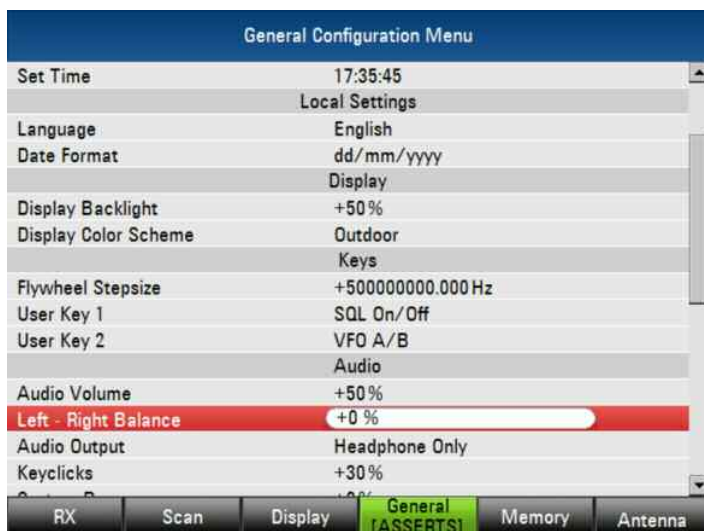 General Configuration Menu
Set Time 17:35:45
Local Settings
Language English
Date Format dd/mm/yyyy
Display
Display Backlight +50%
Display Color Scheme Outdoor
Keys
Flywheel Stepsize +500000000.000 Hz
User Key 1 SQL On/Off
User Key 2 VFO A/B
Audio
Audio Volume +50%
Left - Right Balance +0 %
Audio Output Headphone Only
Keyclicks +30%
RX Scan Display General [ASSERTS] Memory Antenna